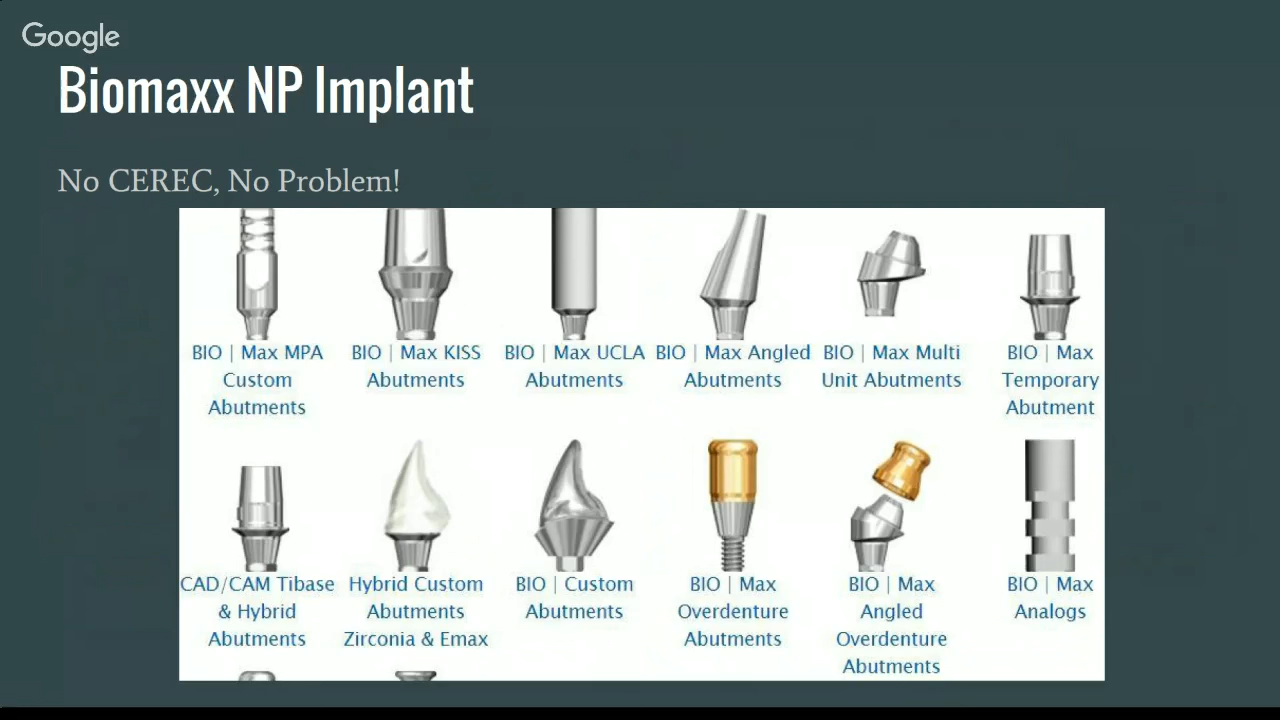 Google
Biomaxx NP Implant
No CEREC, No Problem!
BIO | Max MPA
Custom
Abutments
BIO | Max KISS
Abutments
BIO | Max UCLA
Abutments
BIO | Max Angled
Abutments
BIO | Max Multi
Unit Abutments
BIO | Max
Temporary
Abutment
CAD/CAM Tibase
& Hybrid
Abutments
Hybrid Custom
Abutments
Zirconia & Emax
BIO | Custom
Abutments
BIO | Max
Overdenture
Abutments
BIO | Max
Angled
Overdenture
Abutments
BIO | Max
Analogs